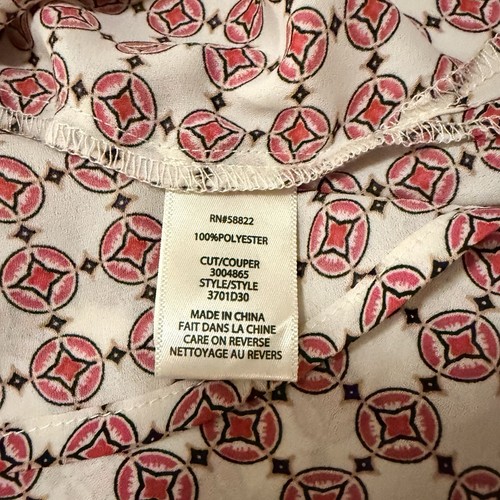 RN#58822
100%POLYESTER
CUT/COUPER
3004865
STYLE/STYLE
3701D30
MADE IN CHINA
FAIT DANS LA CHINE
CARE ON REVERSE
NETTOYAGE AU REVERS